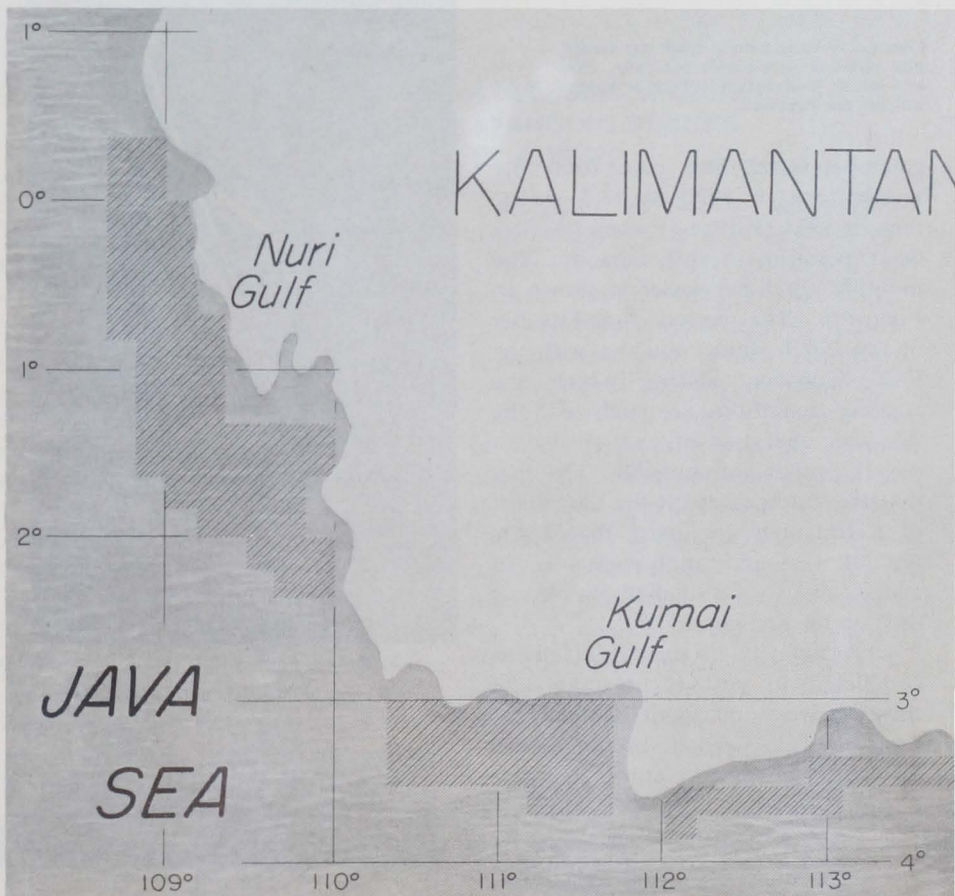 1°
0°
KALIMANTAN
Nuri
Gulf
1°
2°
Kumai
Gulf
JAVA
3°
SEA
4°
109°
110°
111°
112°
113°